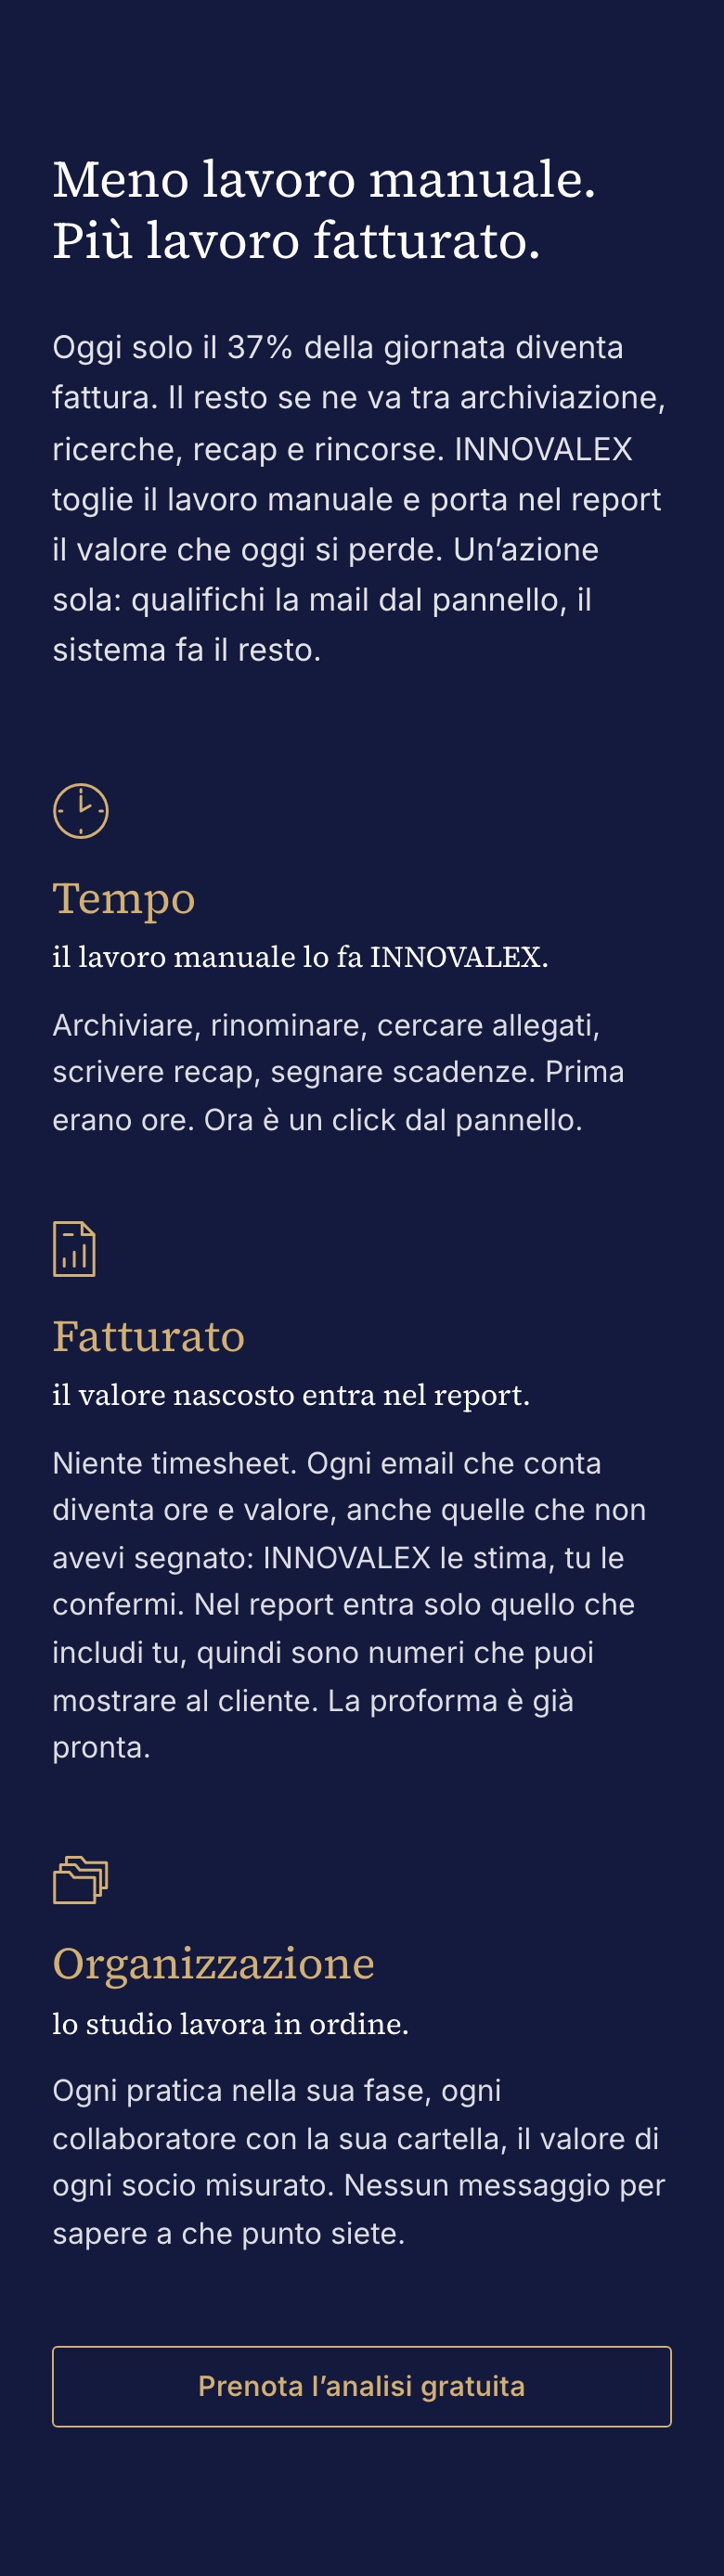 Meno lavoro manuale.
Più lavoro fatturato.
Oggi solo il 37% della giornata diventa
fattura. Il resto se ne va tra archiviazione,
ricerche, recap e rincorse. INNOVALEX
toglie il lavoro manuale e porta nel report
il valore che oggi si perde. Un’azione
sola: qualifichi la mail dal pannello, il
sistema fa il resto.
Tempo
il lavoro manuale lo fa INNOVALEX.
Archiviare, rinominare, cercare allegati,
scrivere recap, segnare scadenze. Prima
erano ore. Ora è un click dal pannello.
Fatturato
il valore nascosto entra nel report.
Niente timesheet. Ogni email che conta
diventa ore e valore, anche quelle che non
avevi segnato: INNOVALEX le stima, tu le
confermi. Nel report entra solo quello che
includi tu, quindi sono numeri che puoi
mostrare al cliente. La proforma è già
pronta.
Organizzazione
lo studio lavora in ordine.
Ogni pratica nella sua fase, ogni
collaboratore con la sua cartella, il valore di
ogni socio misurato. Nessun messaggio per
sapere a che punto siete.
Prenota l’analisi gratuita